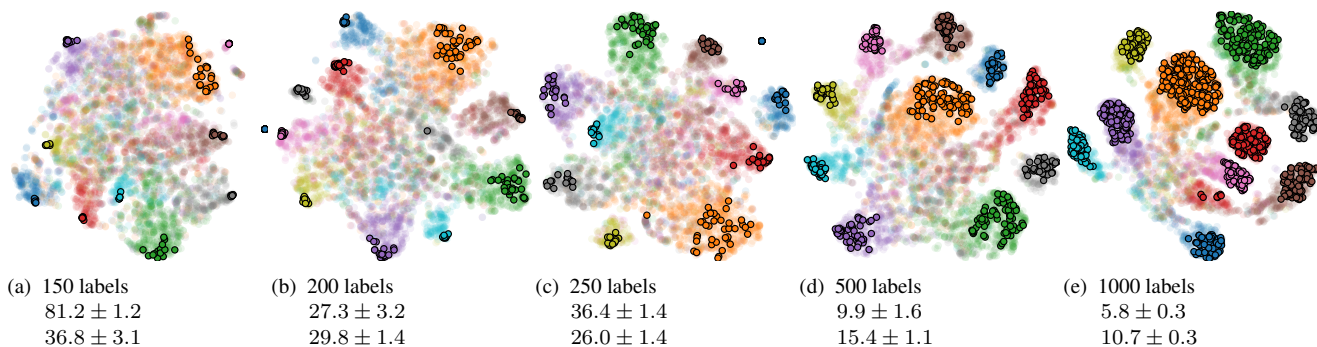 (a) 150 labels
81.2 ± 1.2
36.8 ± 3.1
(b) 200 labels
27.3 ± 3.2
29.8 ± 1.4
(c) 250 labels
36.4 ± 1.4
26.0 ± 1.4
(d) 500 labels
9.9 ± 1.6
15.4 ± 1.1
(e) 1000 labels
5.8 ± 0.3
10.7 ± 0.3